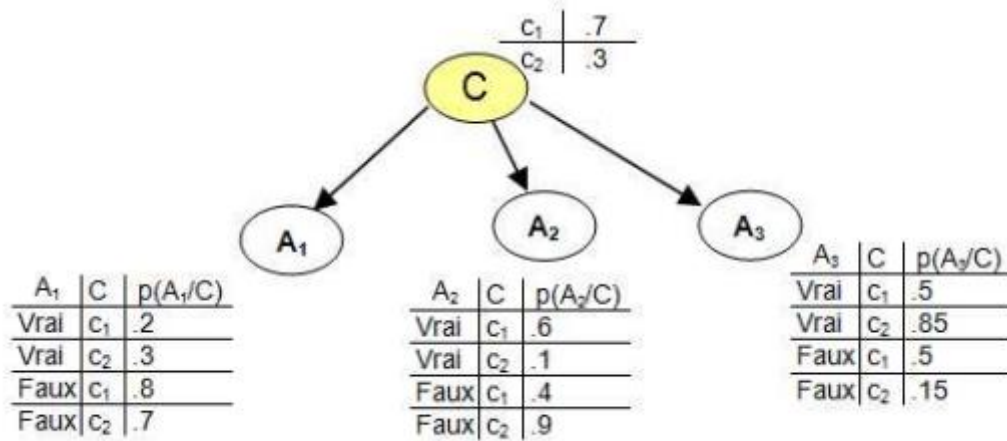 c₁ .7
c₂ .3
C
A₁
A₂
A₃
A₁ C p(A₁/C)
Vrai c₁ .2
Vrai c₂ .3
Faux c₁ .8
Faux c₂ .7
A₂ C p(A₂/C)
Vrai c₁ .6
Vrai c₂ .1
Faux c₁ .4
Faux c₂ .9
A₃ C p(A₃/C)
Vrai c₁ .5
Vrai c₂ .85
Faux c₁ .5
Faux c₂ .15